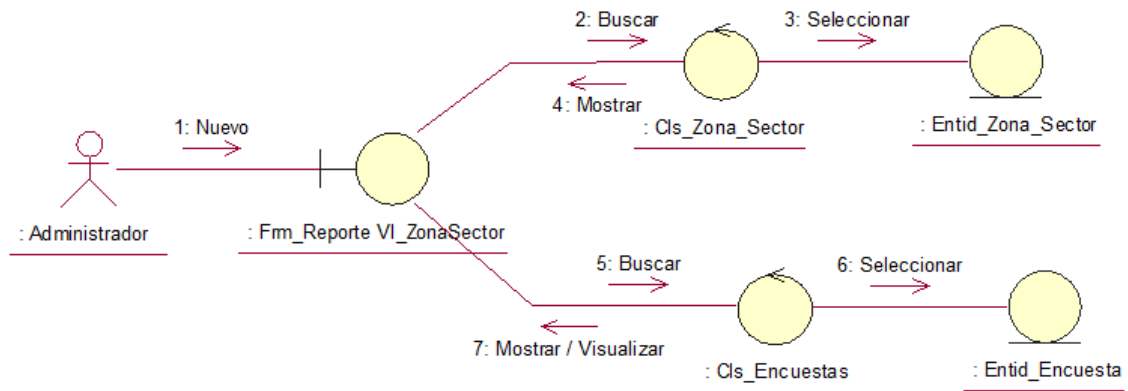 2: Buscar
3: Seleccionar
4: Mostrar
: Cls_Zona_Sector
: Entid_Zona_Sector
1: Nuevo
: Administrador
: Frm_Reporte VI_ZonaSector
5: Buscar
6: Seleccionar
7: Mostrar / Visualizar
: Cls_Encuestas
: Entid_Encuesta